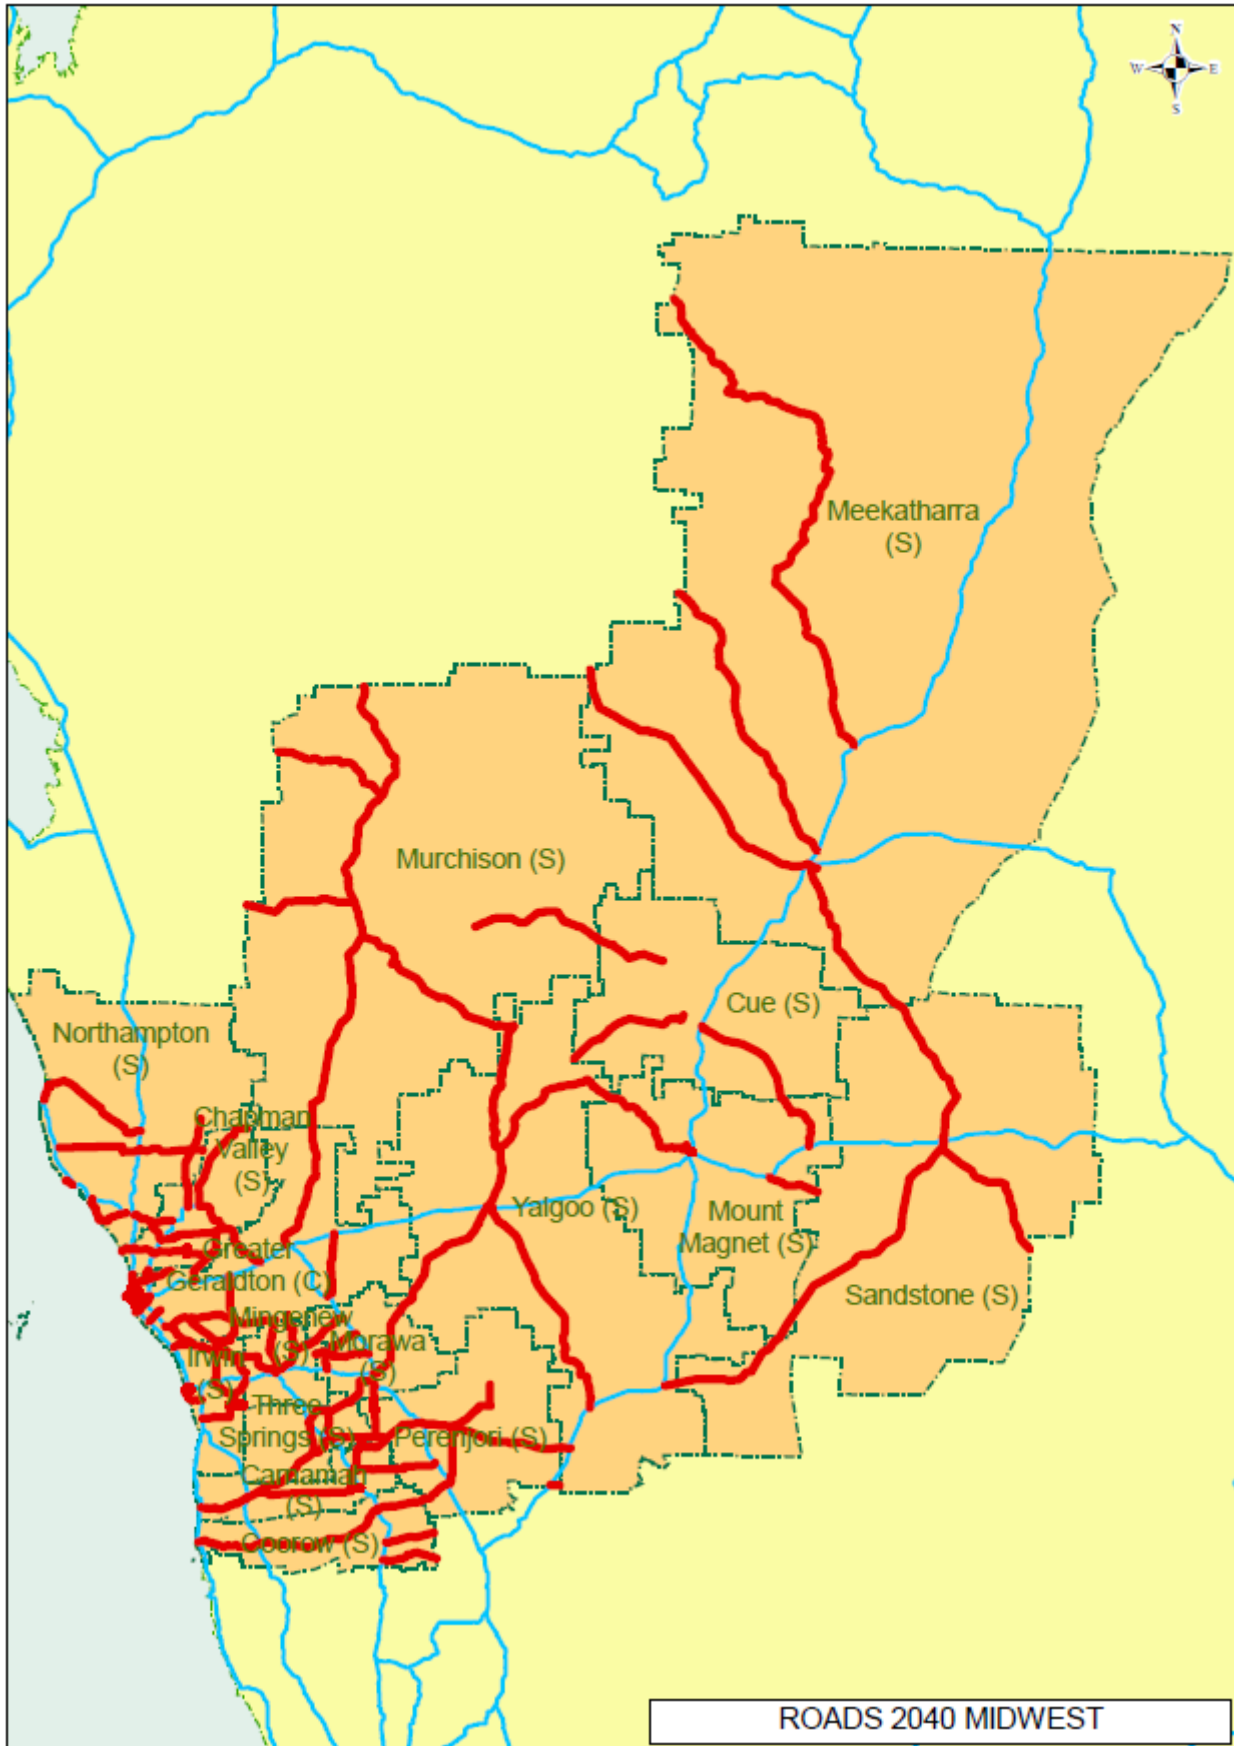 N
W E
S
Meekatharra
(S)
Murchison (S)
Cue (S)
Northampton
(S)
Chapman
Valley
(S)
Yalgoo (S)
Mount
Magnet (S)
Greater
Geraldton (C)
Sandstone (S)
Mingenew
(S)
Morawa
(S)
Irwin
(S)
Three
Springs (S)
Perenjori (S)
Carnamah
(S)
Coorow (S)
ROADS 2040 MIDWEST